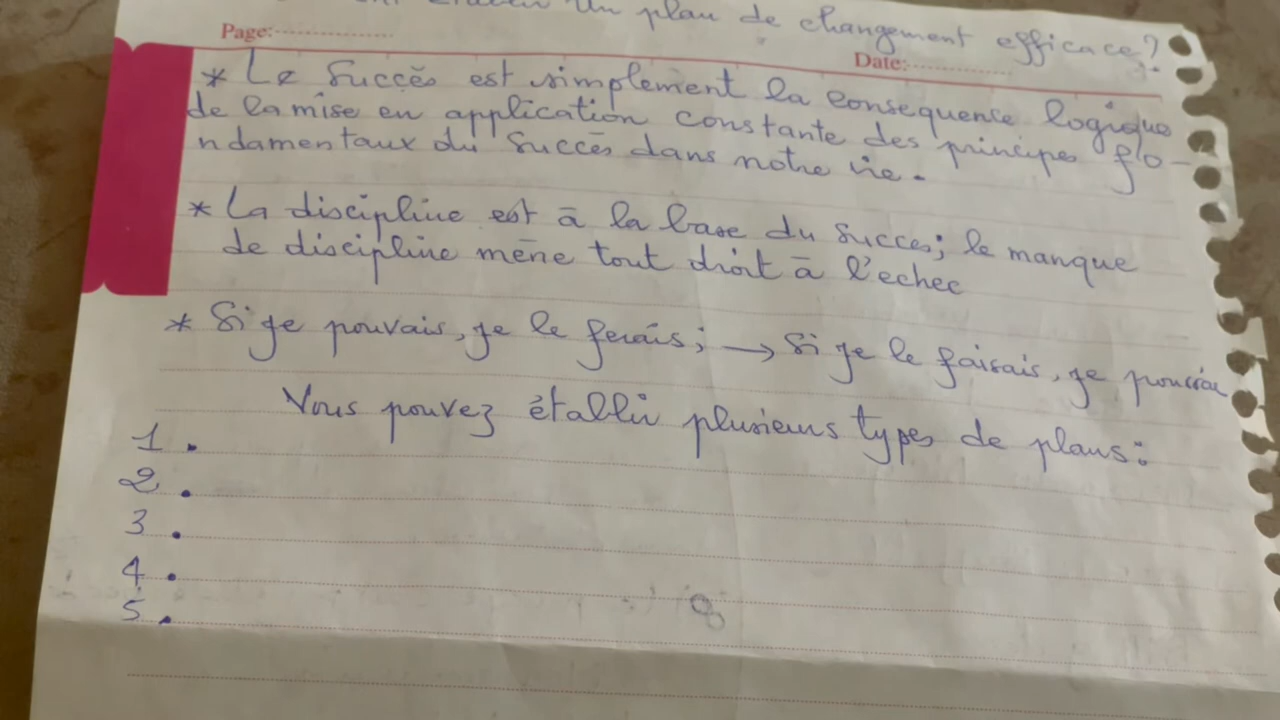 un plan de changement efficace?
Page:
Date:
* Le Succès est simplement la consequence logique
de la mise en application constante des principes fo-
ndamentaux du Succès dans notre vie.
* La discipline est à la base du Succes; le manque
de discipline mène tout droit à l'echec
* Si je pouvais, je le ferais; → Si je le faisais, je pourrai
Vous pouvez établir plusieurs types de plans:
1.
2.
3.
4.
5.